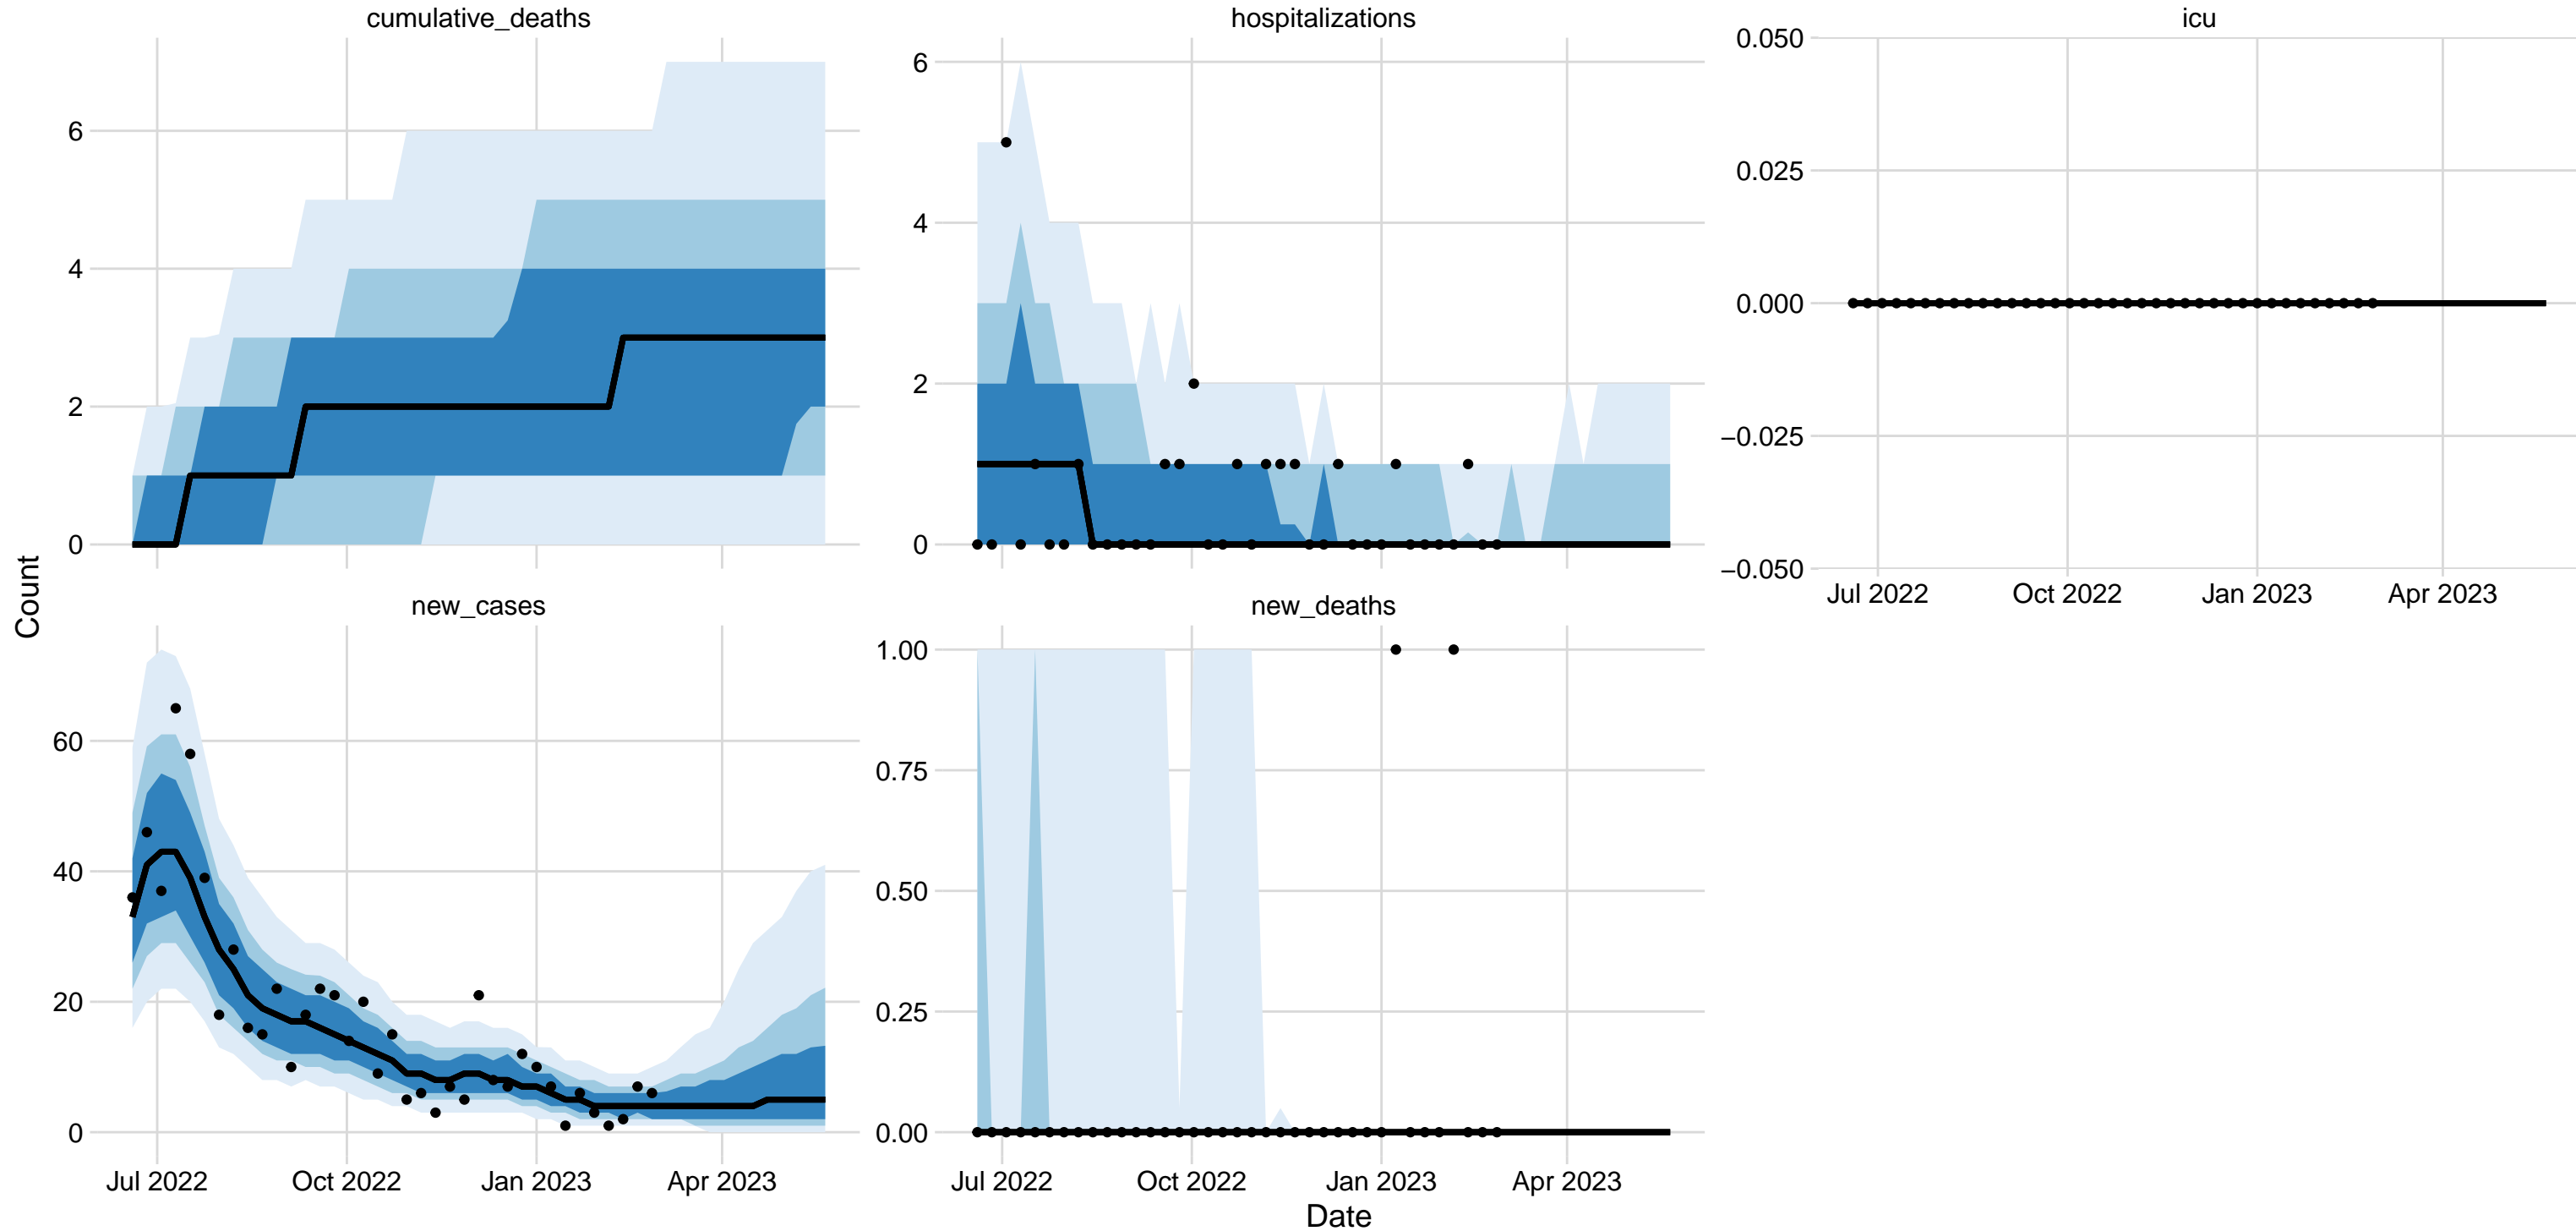 cumulative_deaths
hospitalizations
icu
6
4
2
0
6
4
2
0
0.050
0.025
0.000
−0.025
−0.050
Jul 2022 Oct 2022 Jan 2023 Apr 2023
Count
new_cases
new_deaths
60
40
20
0
1.00
0.75
0.50
0.25
0.00
Jul 2022 Oct 2022 Jan 2023 Apr 2023
Jul 2022 Oct 2022 Jan 2023 Apr 2023
Date